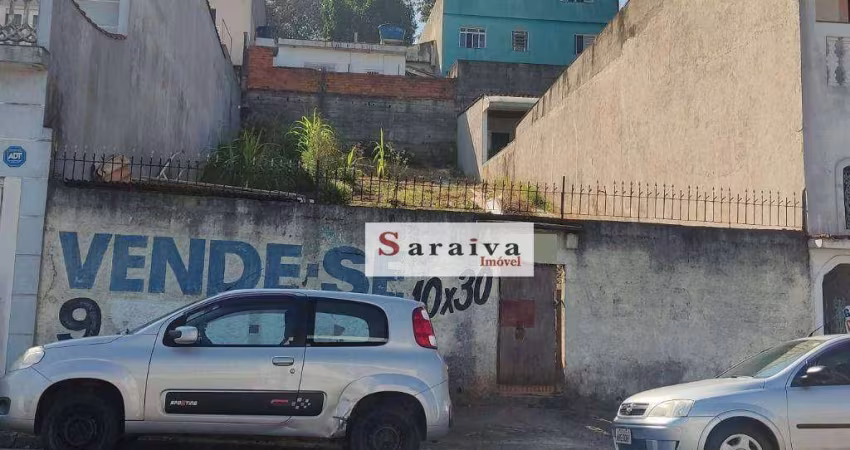 ADT
VENDE-SE
Saraiva
Imóvel
10x30
9
SPORTING